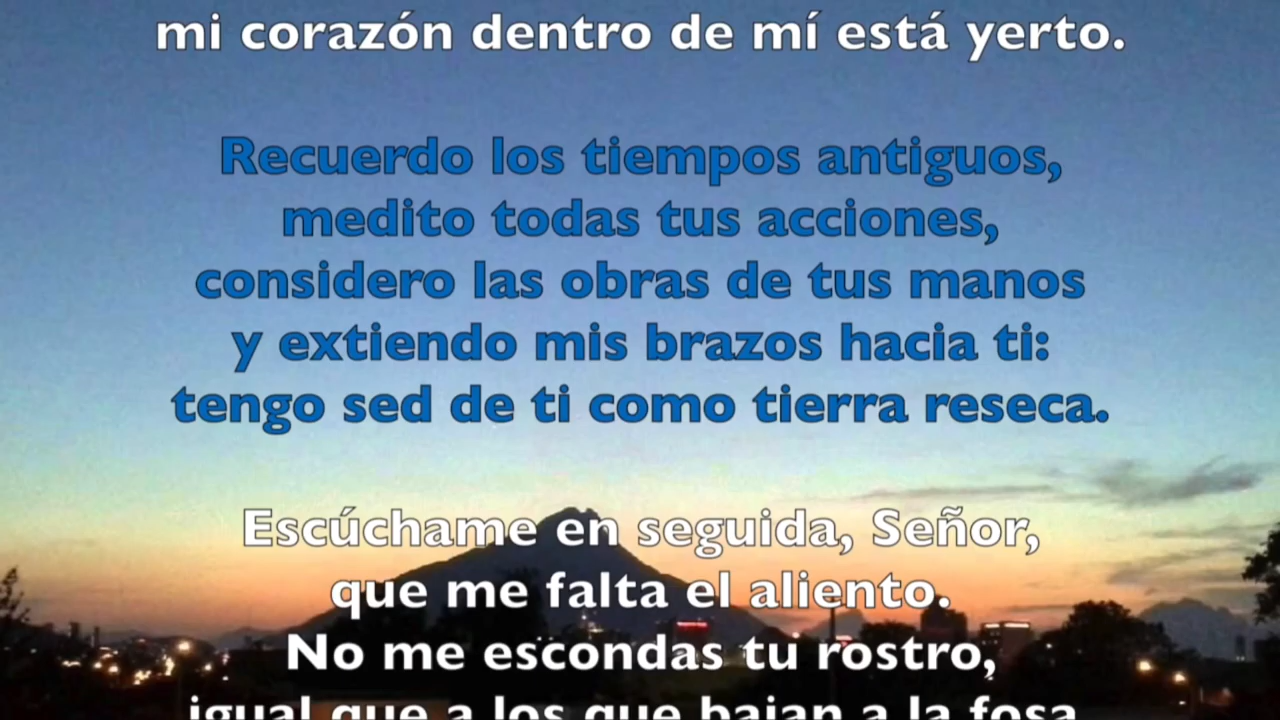 mi corazón dentro de mí está yerto.
Recuerdo los tiempos antiguos,
medito todas tus acciones,
considero las obras de tus manos
y extiendo mis brazos hacia ti:
tengo sed de ti como tierra reseca.
Escúchame en seguida, Señor,
que me falta el aliento.
No me escondas tu rostro,
igual que a los que bajan a la fosa